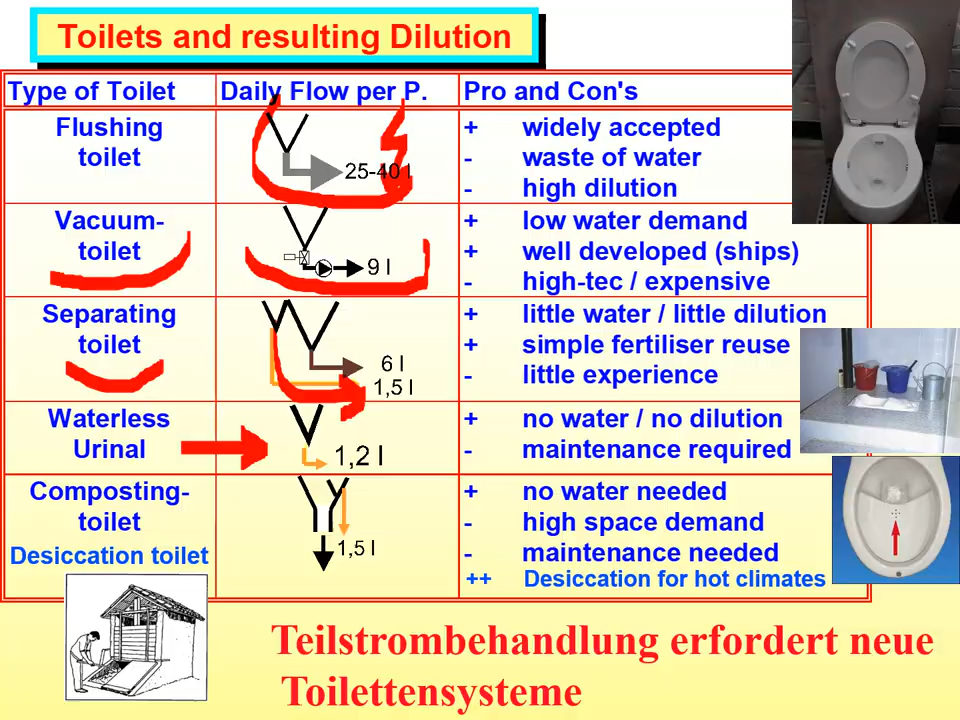 Toilets and resulting Dilution
Type of Toilet Daily Flow per P. Pro and Con's
Flushing toilet 25-40 l
+ widely accepted
- waste of water
- high dilution
Vacuum-
toilet 9 l
+ low water demand
+ well developed (ships)
- high-tec / expensive
Separating
toilet 6 l
1,5 l
+ little water / little dilution
+ simple fertiliser reuse
- little experience
Waterless
Urinal 1,2 l
+ no water / no dilution
- maintenance required
Composting-
toilet
Desiccation toilet
1,5 l
+ no water needed
- high space demand
- maintenance needed
++ Desiccation for hot climates
Teilstrombehandlung erfordert neue
Toilettensysteme